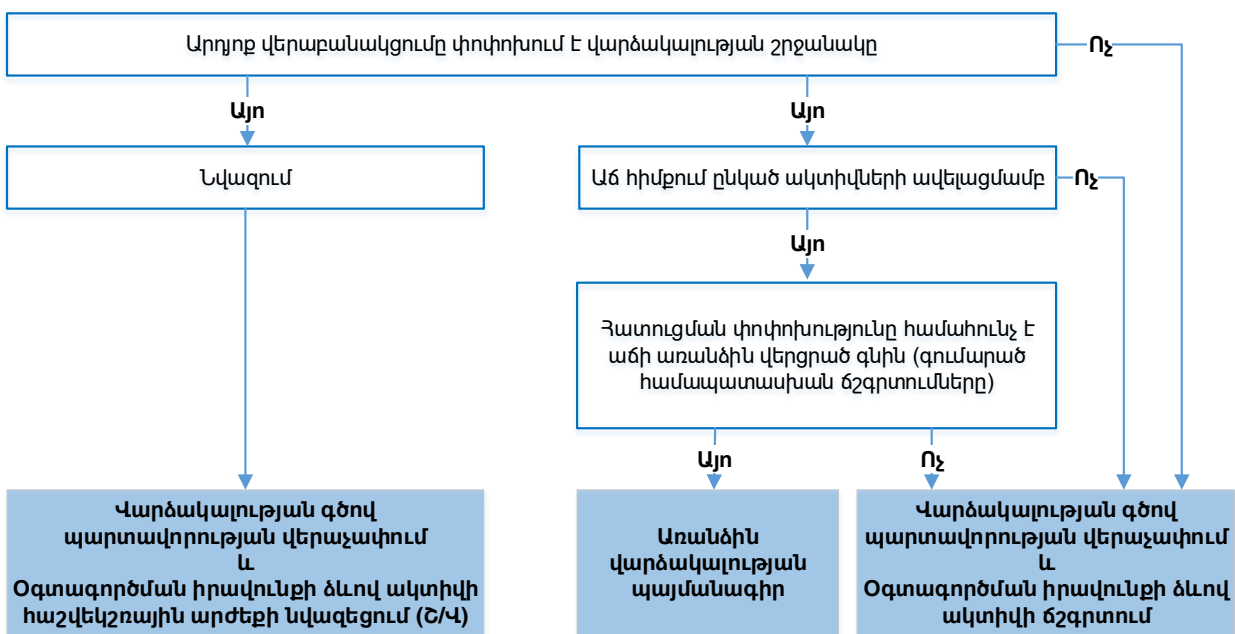 Արդյոք վերաբանակցումը փոփոխում է վարձակալության շրջանակը
Ոչ
Այո
Այո
Նվազում
Աճ հիմքում ընկած ակտիվների ավելացմամբ
Ոչ
Այո
Հատուցման փոփոխությունը համահունչ է
աճի առանձին վերցրած գնին (գումարած
համապատասխան ճշգրտումները)
Այո
Ոչ
Վարձակալության գծով
պարտավորության վերաչափում
և
Օգտագործման իրավունքի ձևով ակտիվի
հաշվեկշռային արժեքի նվազեցում (Շ/Վ)
Առանձին
վարձակալության
պայմանագիր
Վարձակալության գծով
պարտավորության վերաչափում
և
Օգտագործման իրավունքի ձևով
ակտիվի ճշգրտում